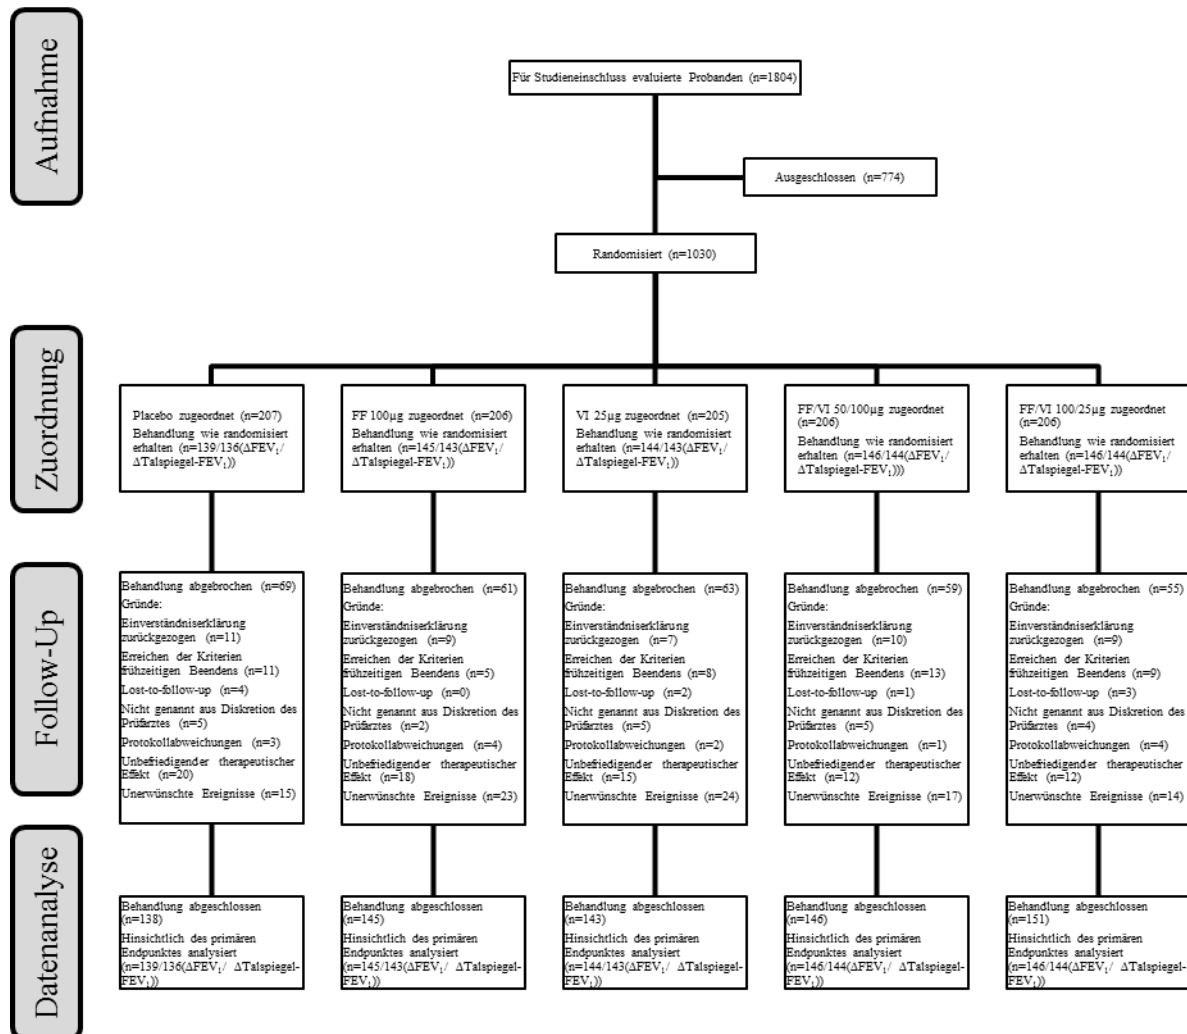 Aufnahme
Für Studieneinschluss evaluierte Probanden (n=1804)
Ausgeschlossen (n=774)
Randomisiert (n=1030)
Zuordnung
Placebo zugeordnet (n=207)
Behandlung wie randomisiert
erhalten (n=139/136(ΔFEV₁/
ΔTalspiegel-FEV₁))
FF 100µg zugeordnet (n=206)
Behandlung wie randomisiert
erhalten (n=145/143(ΔFEV₁/
ΔTalspiegel-FEV₁))
VI 25µg zugeordnet (n=205)
Behandlung wie randomisiert
erhalten (n=144/143(ΔFEV₁/
ΔTalspiegel-FEV₁))
FF/VI 50/100µg zugeordnet
(n=206)
Behandlung wie randomisiert
erhalten (n=146/144(ΔFEV₁/
ΔTalspiegel-FEV₁)))
FF/VI 100/25µg zugeordnet
(n=206)
Behandlung wie randomisiert
erhalten (n=146/144(ΔFEV₁/
ΔTalspiegel-FEV₁))
Follow-Up
Behandlung abgebrochen (n=69)
Gründe:
Einverständniserklärung
zurückgezogen (n=11)
Erreichen der Kriterien
frühzeitigen Beendens (n=11)
Lost-to-follow-up (n=4)
Nicht genannt aus Diskretion des
Prüfarztes (n=5)
Protokollabweichungen (n=3)
Unbefriedigender therapeutischer
Effekt (n=20)
Unerwünschte Ereignisse (n=15)
Behandlung abgebrochen (n=61)
Gründe:
Einverständniserklärung
zurückgezogen (n=9)
Erreichen der Kriterien
frühzeitigen Beendens (n=5)
Lost-to-follow-up (n=0)
Nicht genannt aus Diskretion des
Prüfarztes (n=2)
Protokollabweichungen (n=4)
Unbefriedigender therapeutischer
Effekt (n=18)
Unerwünschte Ereignisse (n=23)
Behandlung abgebrochen (n=63)
Gründe:
Einverständniserklärung
zurückgezogen (n=7)
Erreichen der Kriterien
frühzeitigen Beendens (n=8)
Lost-to-follow-up (n=2)
Nicht genannt aus Diskretion des
Prüfarztes (n=5)
Protokollabweichungen (n=2)
Unbefriedigender therapeutischer
Effekt (n=15)
Unerwünschte Ereignisse (n=24)
Behandlung abgebrochen (n=59)
Gründe:
Einverständniserklärung
zurückgezogen (n=10)
Erreichen der Kriterien
frühzeitigen Beendens (n=13)
Lost-to-follow-up (n=1)
Nicht genannt aus Diskretion des
Prüfarztes (n=5)
Protokollabweichungen (n=1)
Unbefriedigender therapeutischer
Effekt (n=12)
Unerwünschte Ereignisse (n=17)
Behandlung abgebrochen (n=55)
Gründe:
Einverständniserklärung
zurückgezogen (n=9)
Erreichen der Kriterien
frühzeitigen Beendens (n=9)
Lost-to-follow-up (n=3)
Nicht genannt aus Diskretion des
Prüfarztes (n=4)
Protokollabweichungen (n=4)
Unbefriedigender therapeutischer
Effekt (n=12)
Unerwünschte Ereignisse (n=14)
Datenanalyse
Behandlung abgeschlossen
(n=138)
Hinsichtlich des primären
Endpunktes analysiert
(n=139/136(ΔFEV₁/ ΔTalspiegel-
FEV₁))
Behandlung abgeschlossen
(n=145)
Hinsichtlich des primären
Endpunktes analysiert
(n=145/143(ΔFEV₁/ ΔTalspiegel-
FEV₁))
Behandlung abgeschlossen
(n=143)
Hinsichtlich des primären
Endpunktes analysiert
(n=144/143(ΔFEV₁/ ΔTalspiegel-
FEV₁))
Behandlung abgeschlossen
(n=146)
Hinsichtlich des primären
Endpunktes analysiert
(n=146/144(ΔFEV₁/ ΔTalspiegel-
FEV₁))
Behandlung abgeschlossen
(n=151)
Hinsichtlich des primären
Endpunktes analysiert
(n=146/144(ΔFEV₁/ ΔTalspiegel-
FEV₁))